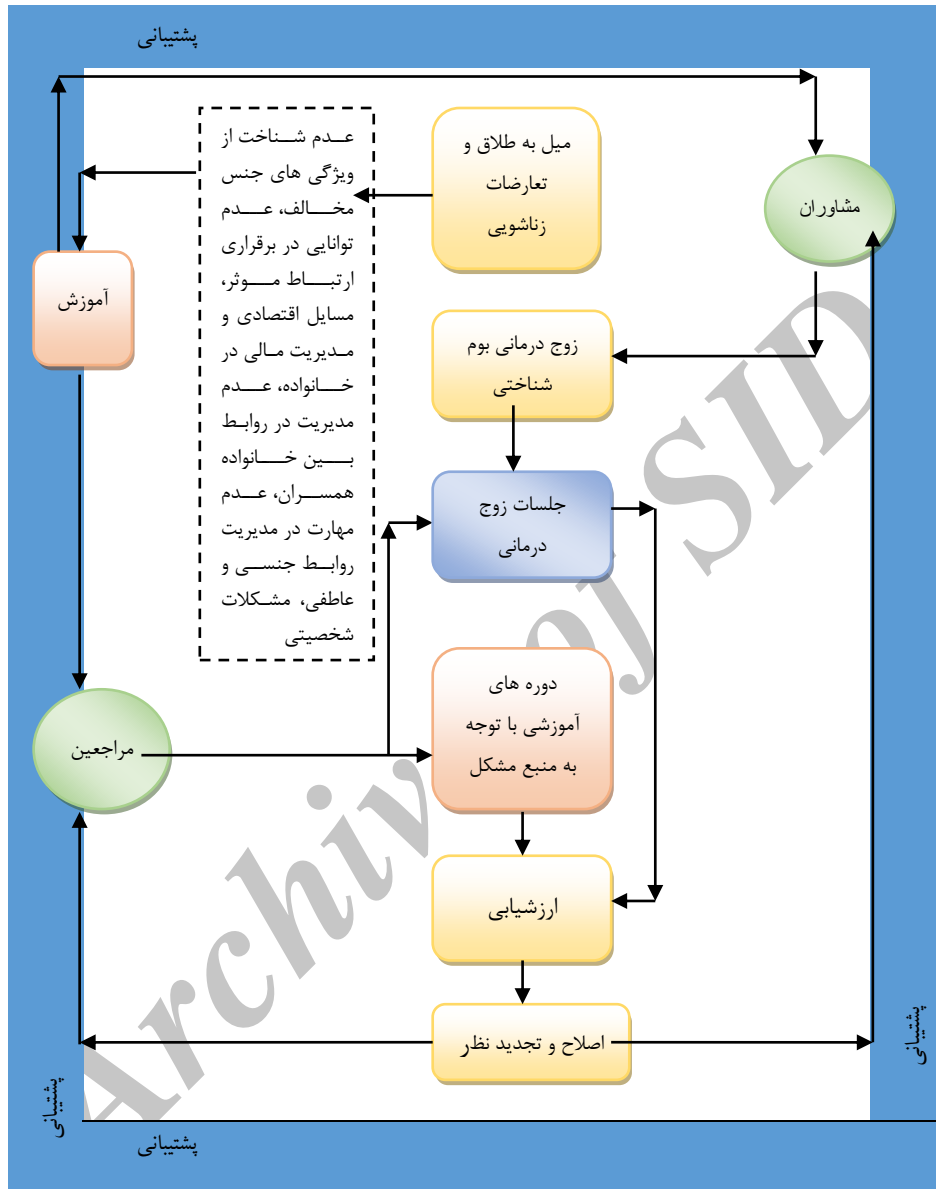 پشتیبانی
میل به طلاق و
تعارضات
زناشویی
عدم شناخت از
ویژگی های جنس
مخالف، عدم
توانایی در برقراری
ارتباط موثر،
مسایل اقتصادی و
مدیریت مالی در
خانواده، عدم
مدیریت در روابط
بین خانواده
همسران، عدم
مهارت در مدیریت
روابط جنسی و
عاطفی، مشکلات
شخصیتی
مشاوران
آموزش
زوج درمانی بوم
شناختی
جلسات زوج
درمانی
دوره های
آموزشی با توجه
به منبع مشکل
مراجعین
ارزشیابی
اصلاح و تجدید نظر
پشتیبانی
پشتیبانی
پشتیبانی
Archive of SID